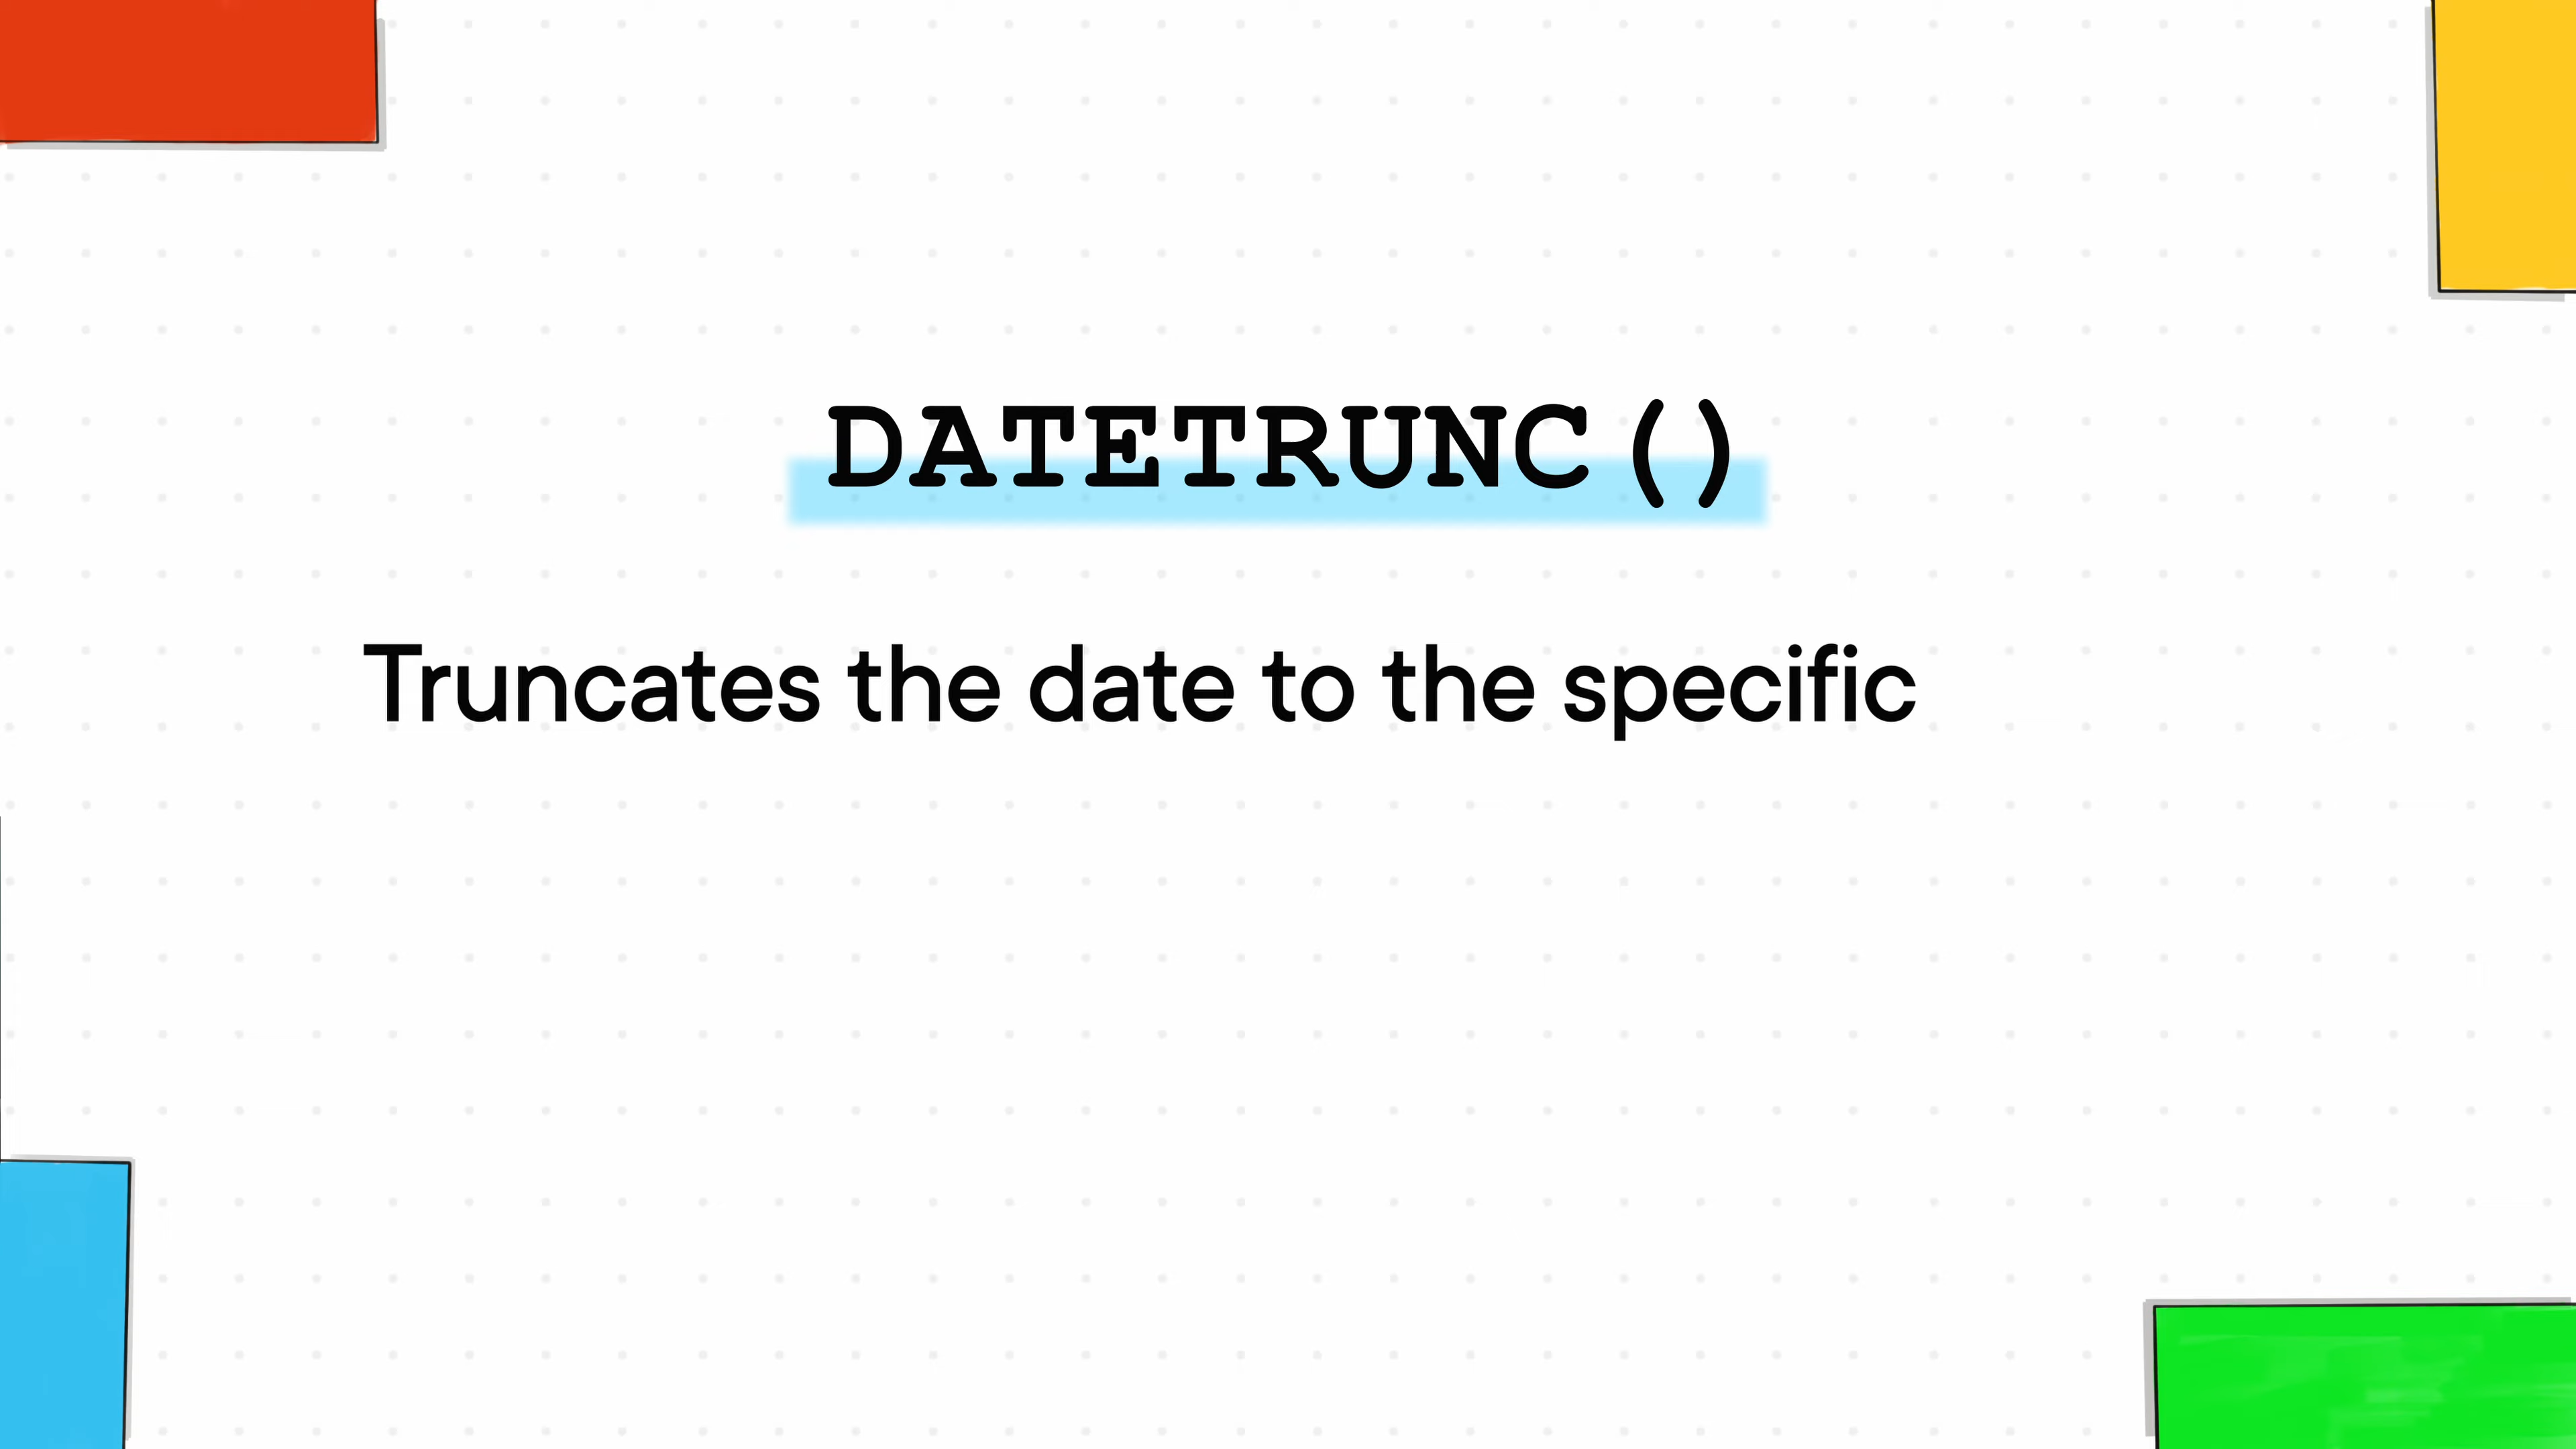 DATETRUNC()
Truncates the date to the specific